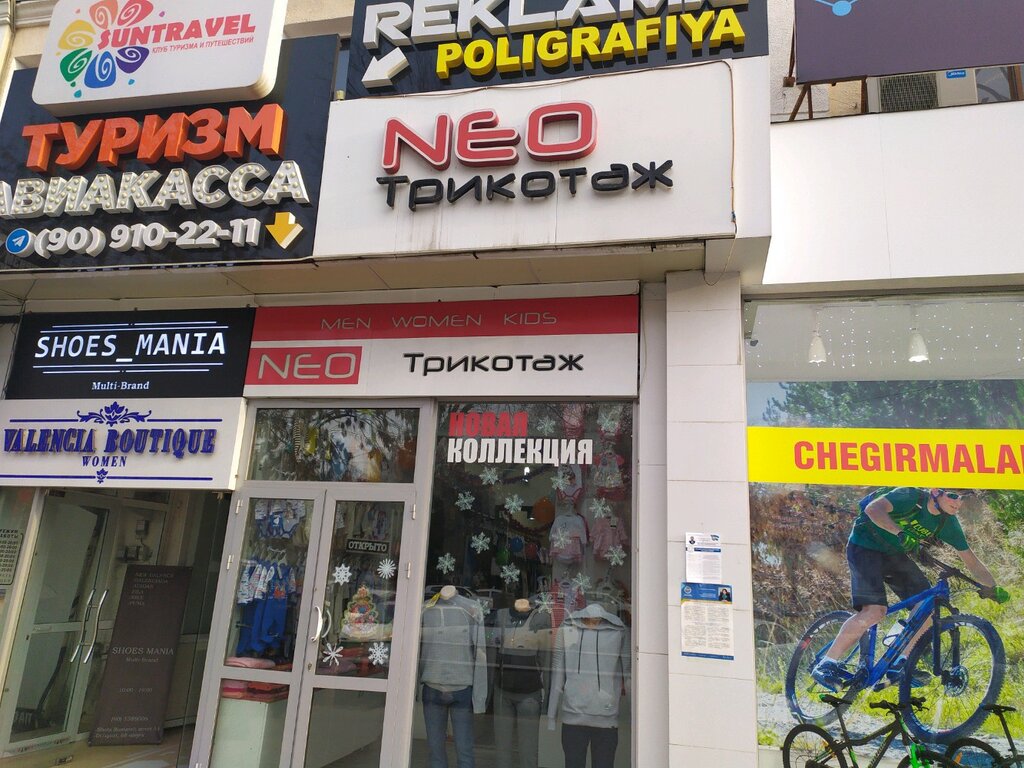 SUNTRAVEL
КЛУБ ТУРИЗМА И ПУТЕШЕСТВИЙ
ТУРИЗМ
АВИАКАССА
(90) 910-22-11
REKLAMA
POLIGRAFIYA
NEO
Трикотаж
SHOES_MANIA
Multi-Brand
VALENCIA BOUTIQUE
WOMEN
MEN WOMEN KIDS
NEO Трикотаж
НОВАЯ
КОЛЛЕКЦИЯ
ОТКРЫТО
CHEGIRMALA
SHOES MANIA
Multi-Brand